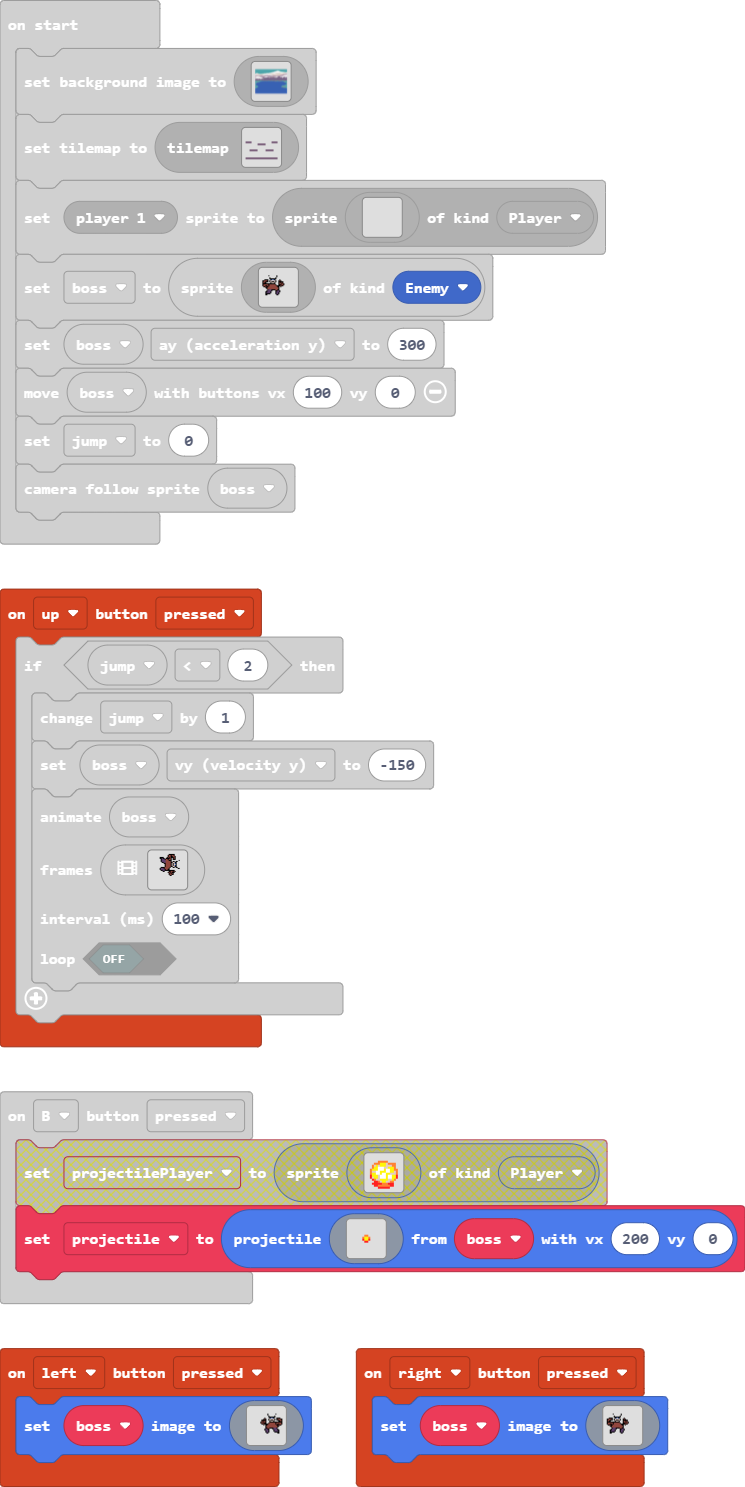 on start
set background image to
set tilemap to tilemap
set player 1 sprite to sprite of kind Player
set boss to sprite of kind Enemy
set boss ay (acceleration y) to 300
move boss with buttons vx 100 vy 0
set jump to 0
camera follow sprite boss
on up button pressed
if jump < 2 then
change jump by 1
set boss vy (velocity y) to -150
animate boss
frames
interval (ms) 100
loop OFF
on B button pressed
set projectilePlayer to sprite of kind Player
set projectile to projectile from boss with vx 200 vy 0
on left button pressed
set boss image to
on right button pressed
set boss image to